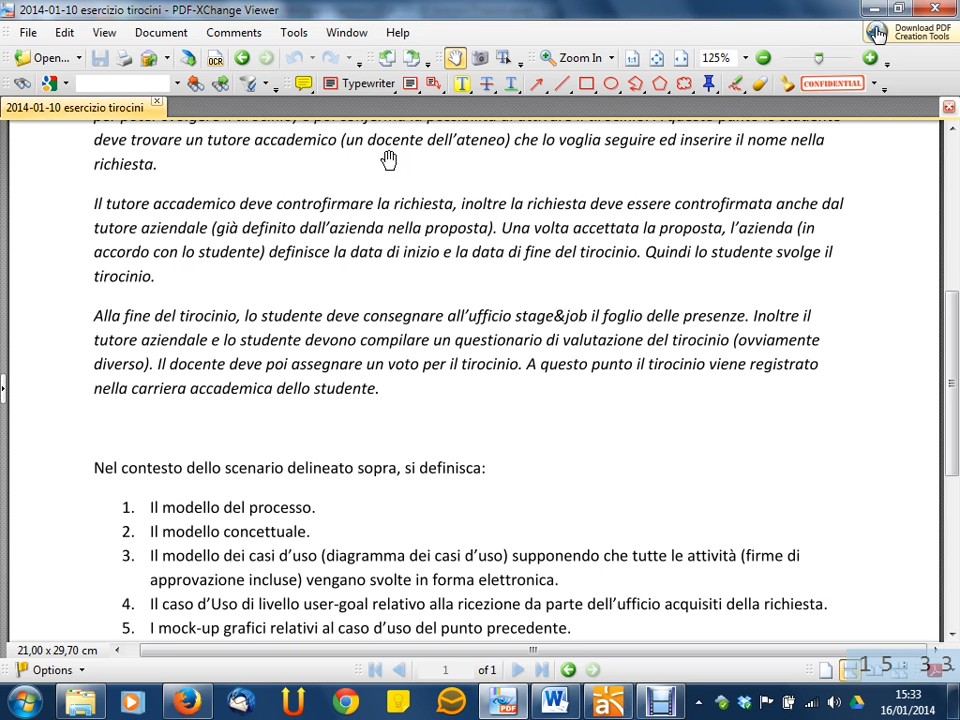 2014-01-10 esercizio tirocini - PDF-XChange Viewer
File Edit View Document Comments Tools Window Help
Download PDF
Creation Tools
Open... OCR Zoom In 125%
Typewriter CONFIDENTIAL
2014-01-10 esercizio tirocini
deve trovare un tutore accademico (un docente dell'ateneo) che lo voglia seguire ed inserire il nome nella
richiesta.
Il tutore accademico deve controfirmare la richiesta, inoltre la richiesta deve essere controfirmata anche dal
tutore aziendale (già definito dall'azienda nella proposta). Una volta accettata la proposta, l'azienda (in
accordo con lo studente) definisce la data di inizio e la data di fine del tirocinio. Quindi lo studente svolge il
tirocinio.
Alla fine del tirocinio, lo studente deve consegnare all'ufficio stage&job il foglio delle presenze. Inoltre il
tutore aziendale e lo studente devono compilare un questionario di valutazione del tirocinio (ovviamente
diverso). Il docente deve poi assegnare un voto per il tirocinio. A questo punto il tirocinio viene registrato
nella carriera accademica dello studente.
Nel contesto dello scenario delineato sopra, si definisca:
1. Il modello del processo.
2. Il modello concettuale.
3. Il modello dei casi d'uso (diagramma dei casi d'uso) supponendo che tutte le attività (firme di
approvazione incluse) vengano svolte in forma elettronica.
4. Il caso d'Uso di livello user-goal relativo alla ricezione da parte dell'ufficio acquisiti della richiesta.
5. I mock-up grafici relativi al caso d'uso del punto precedente.
21,00 x 29,70 cm
Options 1 of 1
15:33
15:33
16/01/2014